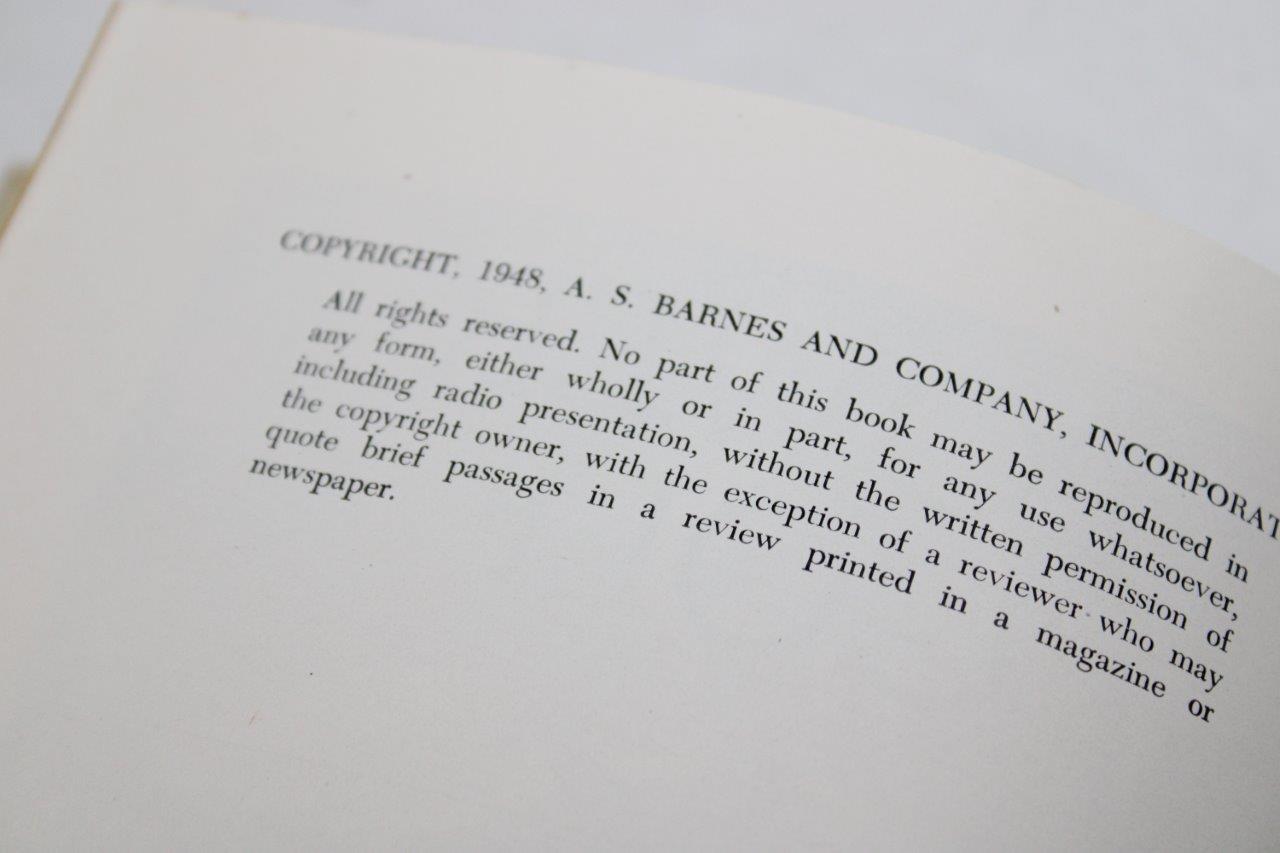 COPYRIGHT, 1948, A. S. BARNES AND COMPANY, INCORPORAT
All rights reserved. No part of this book may be reproduced in
any form, either wholly or in part, for any use whatsoever,
including radio presentation, without the written permission of
the copyright owner, with the exception of a reviewer who may
quote brief passages in a review printed in a magazine or
newspaper.